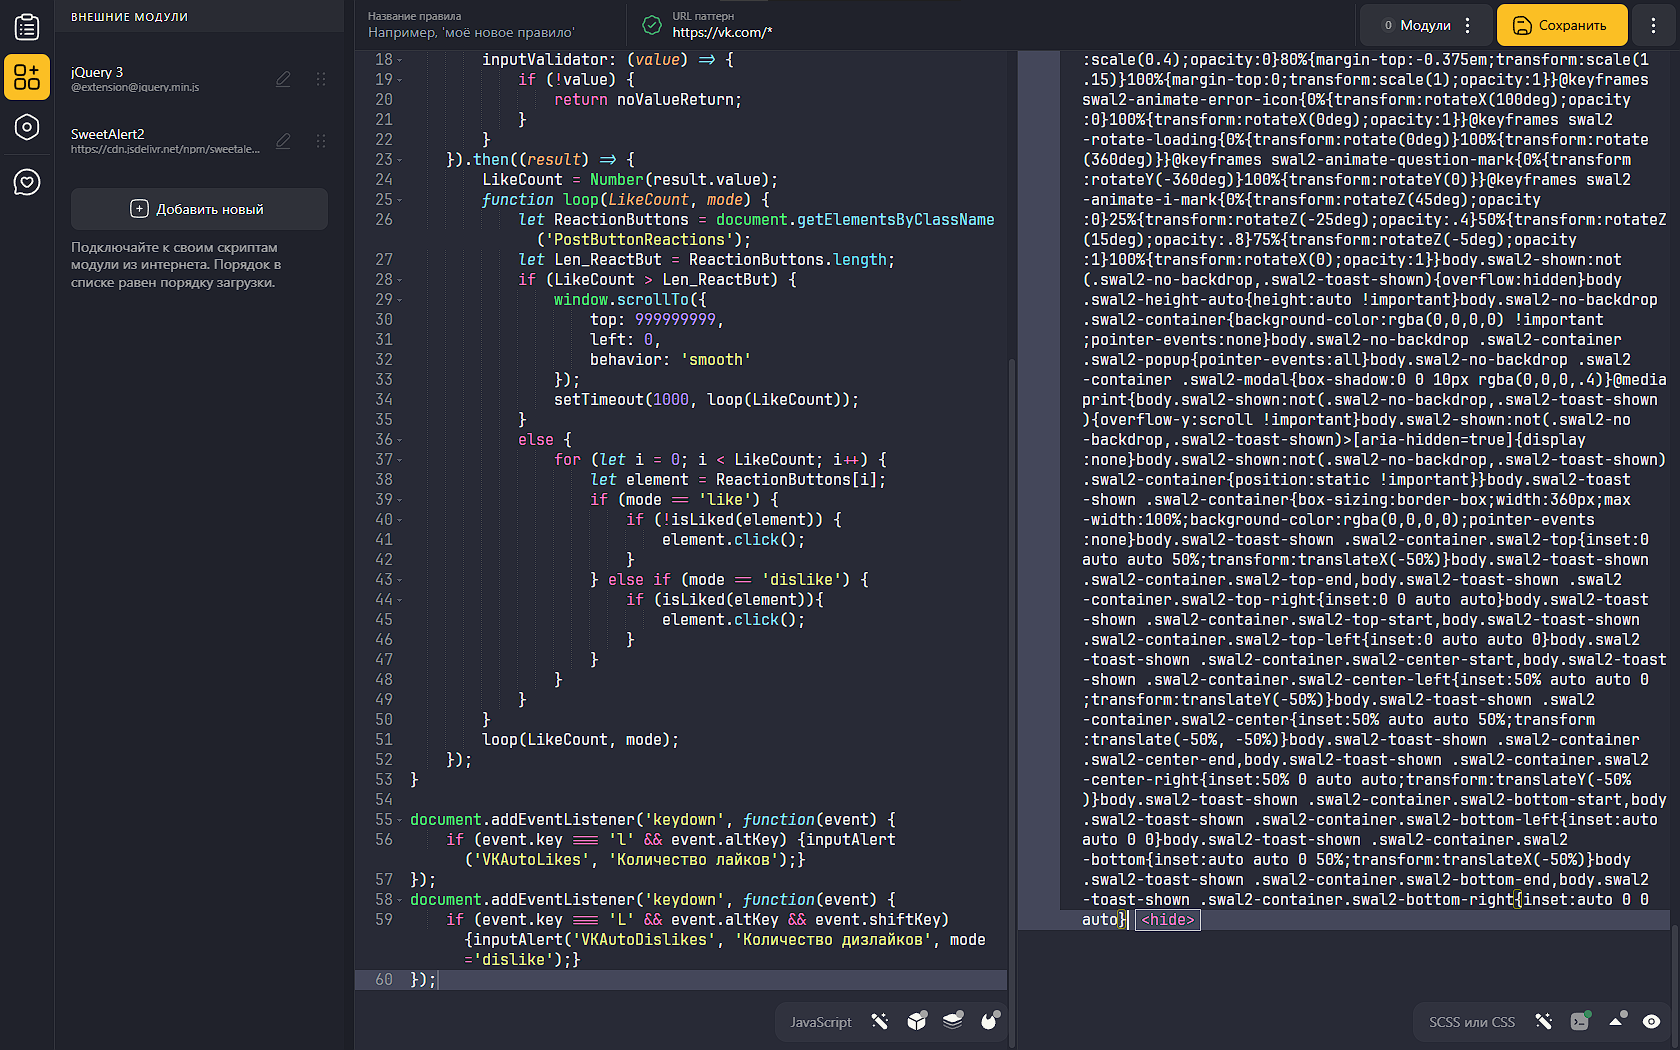 ВНЕШНИЕ МОДУЛИ
jQuery 3
@extension@jquery.min.js
SweetAlert2
https://cdn.jsdelivr.net/npm/sweetale...
Добавить новый
Подключайте к своим скриптам
модули из интернета. Порядок в
списке равен порядку загрузки.
Название правила
Например, 'моё новое правило'
URL паттерн
https://vk.com/*
0 Модули
Сохранить
18 inputValidator: (value) => {
19 if (!value) {
20 return noValueReturn;
21 }
22 }
23 }).then((result) => {
24 LikeCount = Number(result.value);
25 function loop(LikeCount, mode) {
26 let ReactionButtons = document.getElementsByClassName
('PostButtonReactions');
27 let Len_ReactBut = ReactionButtons.length;
28 if (LikeCount > Len_ReactBut) {
29 window.scrollTo({
30 top: 999999999,
31 left: 0,
32 behavior: 'smooth'
33 });
34 setTimeout(1000, loop(LikeCount));
35 }
36 else {
37 for (let i = 0; i < LikeCount; i++) {
38 let element = ReactionButtons[i];
39 if (mode == 'like') {
40 if (!isLiked(element)) {
41 element.click();
42 }
43 } else if (mode == 'dislike') {
44 if (isLiked(element)){
45 element.click();
46 }
47 }
48 }
49 }
50 }
51 loop(LikeCount, mode);
52 });
53 }
54
55 document.addEventListener('keydown', function(event) {
56 if (event.key === 'l' && event.altKey) {inputAlert
('VKAutoLikes', 'Количество лайков');}
57 });
58 document.addEventListener('keydown', function(event) {
59 if (event.key === 'L' && event.altKey && event.shiftKey)
{inputAlert('VKAutoDislikes', 'Количество дизлайков', mode
='dislike');}
60 });
JavaScript
:scale(0.4);opacity:0}80%{margin-top:-0.375em;transform:scale(1
.15)}100%{margin-top:0;transform:scale(1);opacity:1}}@keyframes
swal2-animate-error-icon{0%{transform:rotateX(100deg);opacity
:0}100%{transform:rotateX(0deg);opacity:1}}@keyframes swal2
-rotate-loading{0%{transform:rotate(0deg)}100%{transform:rotate
(360deg)}}@keyframes swal2-animate-question-mark{0%{transform
:rotateY(-360deg)}100%{transform:rotateY(0)}}@keyframes swal2
-animate-i-mark{0%{transform:rotateZ(45deg);opacity
:0}25%{transform:rotateZ(-25deg);opacity:.4}50%{transform:rotateZ
(15deg);opacity:.8}75%{transform:rotateZ(-5deg);opacity
:1}100%{transform:rotateX(0);opacity:1}}body.swal2-shown:not
(.swal2-no-backdrop,.swal2-toast-shown){overflow:hidden}body
.swal2-height-auto{height:auto !important}body.swal2-no-backdrop
.swal2-container{background-color:rgba(0,0,0,0) !important
;pointer-events:none}body.swal2-no-backdrop .swal2-container
.swal2-popup{pointer-events:all}body.swal2-no-backdrop .swal2
-container .swal2-modal{box-shadow:0 0 10px rgba(0,0,0,.4)}@media
print{body.swal2-shown:not(.swal2-no-backdrop,.swal2-toast-shown
){overflow-y:scroll !important}body.swal2-shown:not(.swal2-no
-backdrop,.swal2-toast-shown)>[aria-hidden=true]{display
:none}body.swal2-shown:not(.swal2-no-backdrop,.swal2-toast-shown)
.swal2-container{position:static !important}}body.swal2-toast
-shown .swal2-container{box-sizing:border-box;width:360px;max
-width:100%;background-color:rgba(0,0,0,0);pointer-events
:none}body.swal2-toast-shown .swal2-container.swal2-top{inset:0
auto auto 50%;transform:translateX(-50%)}body.swal2-toast-shown
.swal2-container.swal2-top-end,body.swal2-toast-shown .swal2
-container.swal2-top-right{inset:0 0 auto auto}body.swal2-toast
-shown .swal2-container.swal2-top-start,body.swal2-toast-shown
.swal2-container.swal2-top-left{inset:0 auto auto 0}body.swal2
-toast-shown .swal2-container.swal2-center-start,body.swal2-toast
-shown .swal2-container.swal2-center-left{inset:50% auto auto 0
;transform:translateY(-50%)}body.swal2-toast-shown .swal2
-container.swal2-center{inset:50% auto auto 50%;transform
:translate(-50%, -50%)}body.swal2-toast-shown .swal2-container
.swal2-center-end,body.swal2-toast-shown .swal2-container.swal2
-center-right{inset:50% 0 auto auto;transform:translateY(-50%
)}body.swal2-toast-shown .swal2-container.swal2-bottom-start,body
.swal2-toast-shown .swal2-container.swal2-bottom-left{inset:auto
auto 0 0}body.swal2-toast-shown .swal2-container.swal2
-bottom{inset:auto auto 0 50%;transform:translateX(-50%)}body
.swal2-toast-shown .swal2-container.swal2-bottom-end,body.swal2
-toast-shown .swal2-container.swal2-bottom-right{inset:auto 0 0
auto} <hide>
SCSS или CSS